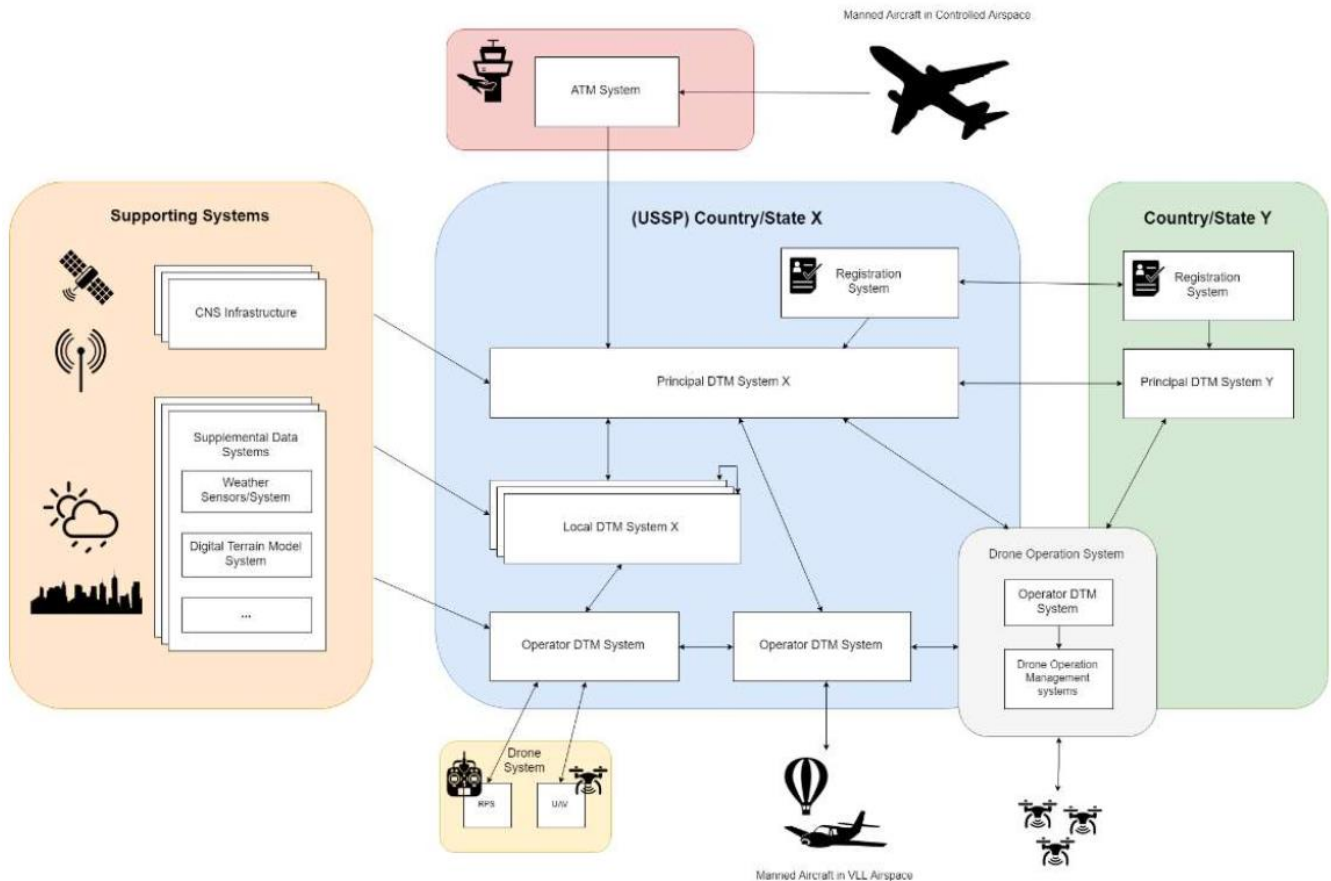 Manned Aircraft in Controlled Airspace
ATM System
Supporting Systems
(USSP) Country/State X
Country/State Y
CNS Infrastructure
Registration
System
Registration
System
Principal DTM System X
Principal DTM System Y
Supplemental Data
Systems
Weather
Sensors/System
Digital Terrain Model
System
...
Local DTM System X
Drone Operation System
Operator DTM
System
Drone Operation
Management
systems
Operator DTM System
Operator DTM System
Drone
System
RPS
UAV
Manned Aircraft in VLL Airspace